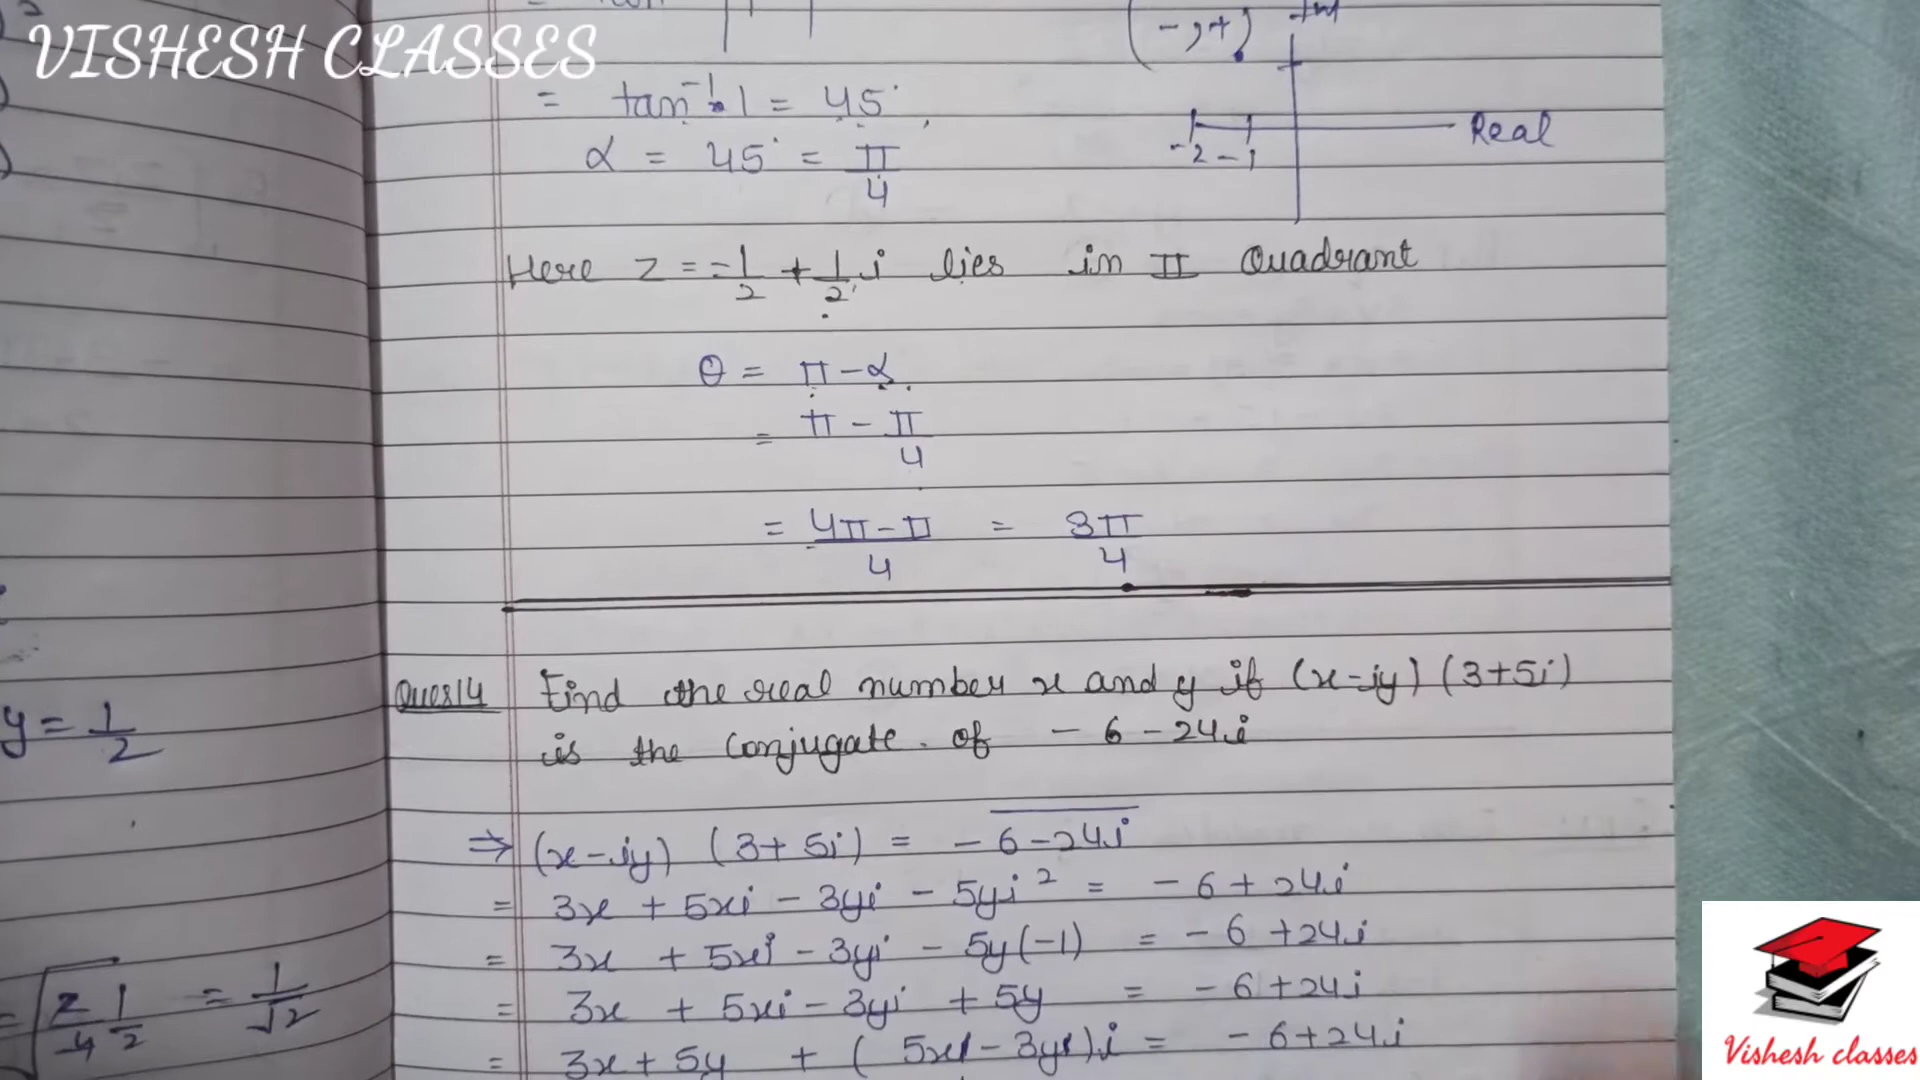 VISHESH CLASSES
(-,+)
= tan⁻¹ 1 = 45°
Real
-2 -1
α = 45° = π/4
Here z = -1/2 + 1/2 i lies in II Quadrant
θ = π - α
= π - π/4
= 4π - π / 4 = 3π/4
Ques14 Find the real number x and y if (x-iy) (3+5i)
is the conjugate of - 6 - 24i
y = 1/2
⇒ (x-iy) (3+5i) = \overline{-6-24i}
= 3x + 5xi - 3yi - 5yi² = - 6 + 24i
= 3x + 5xi - 3yi - 5y(-1) = - 6 + 24i
= 3x + 5xi - 3yi + 5y = - 6 + 24i
= 3x + 5y + ( 5x - 3y)i = - 6 + 24i
= 1/√2
Vishesh classes